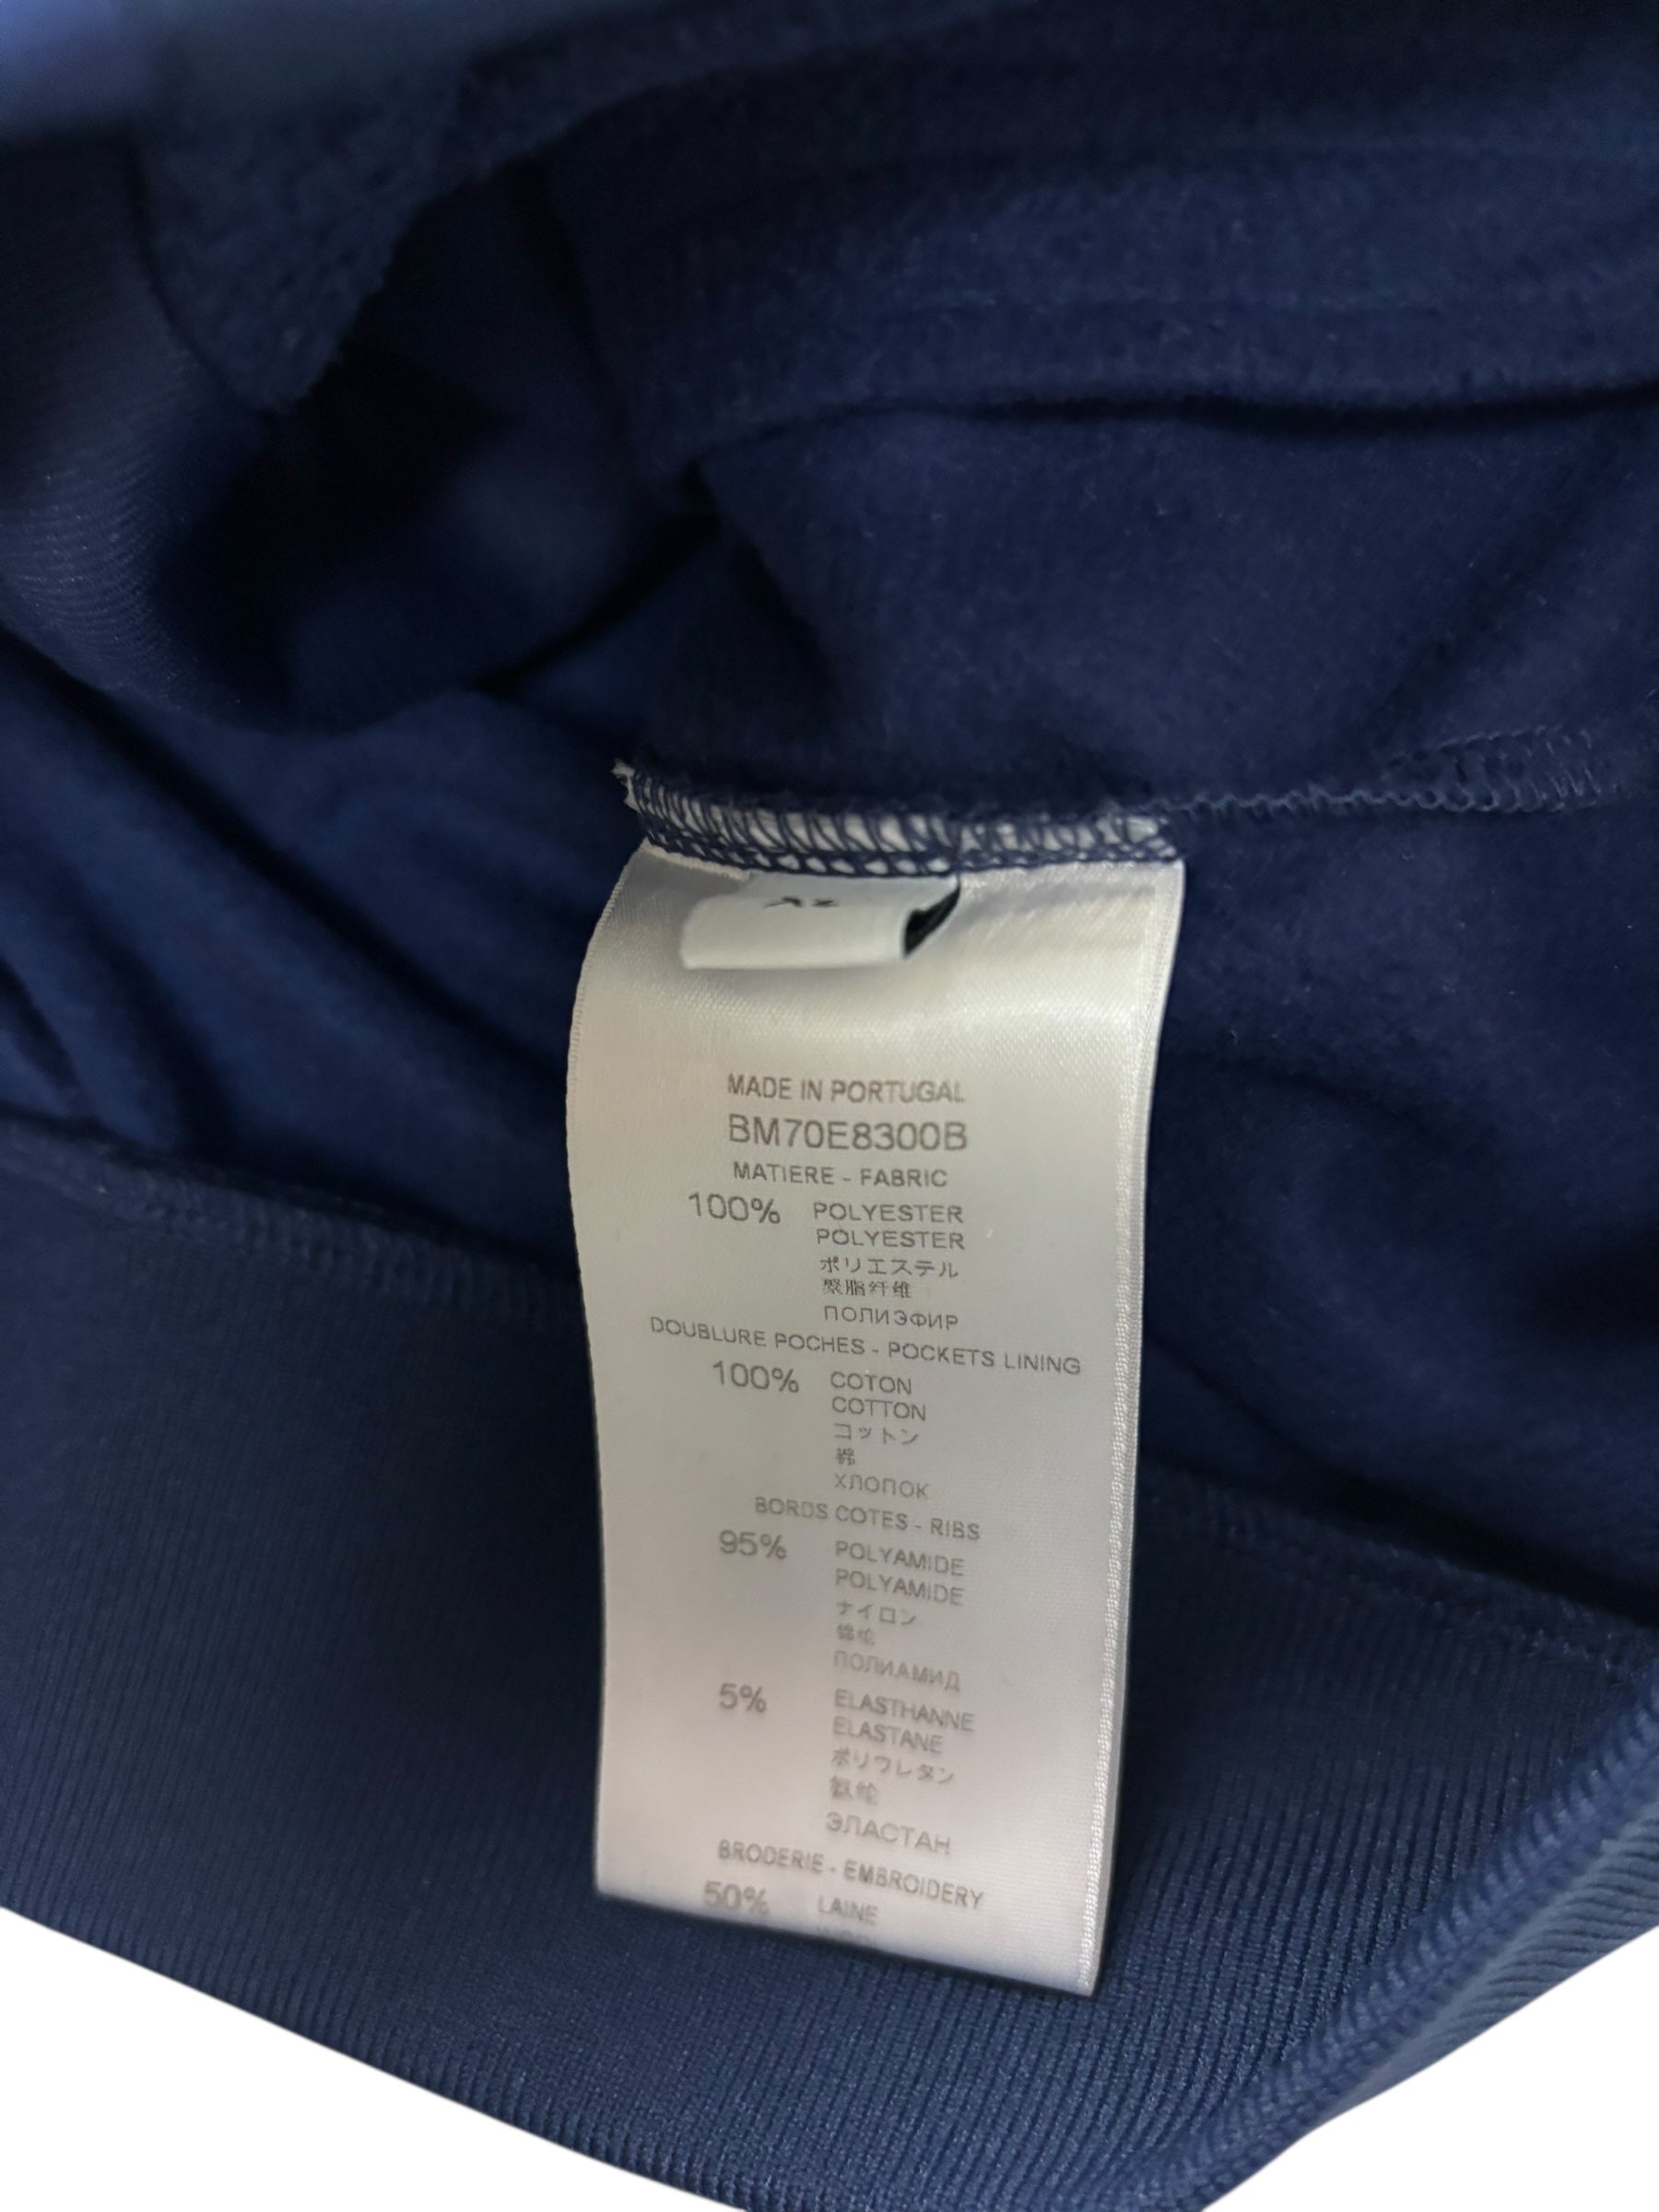 MADE IN PORTUGAL
BM70E8300B
MATIERE - FABRIC
100% POLYESTER
POLYESTER
ポリエステル
聚脂纤维
ПОЛИЭФИР
DOUBLURE POCHES - POCKETS LINING
100% COTON
COTTON
コットン
棉
ХЛОПОК
BORDS COTES - RIBS
95% POLYAMIDE
POLYAMIDE
ナイロン
锦纶
ПОЛИАМИД
5% ELASTHANNE
ELASTANE
ポリウレタン
氨纶
ЭЛАСТАН
BRODERIE - EMBROIDERY
50% LAINE